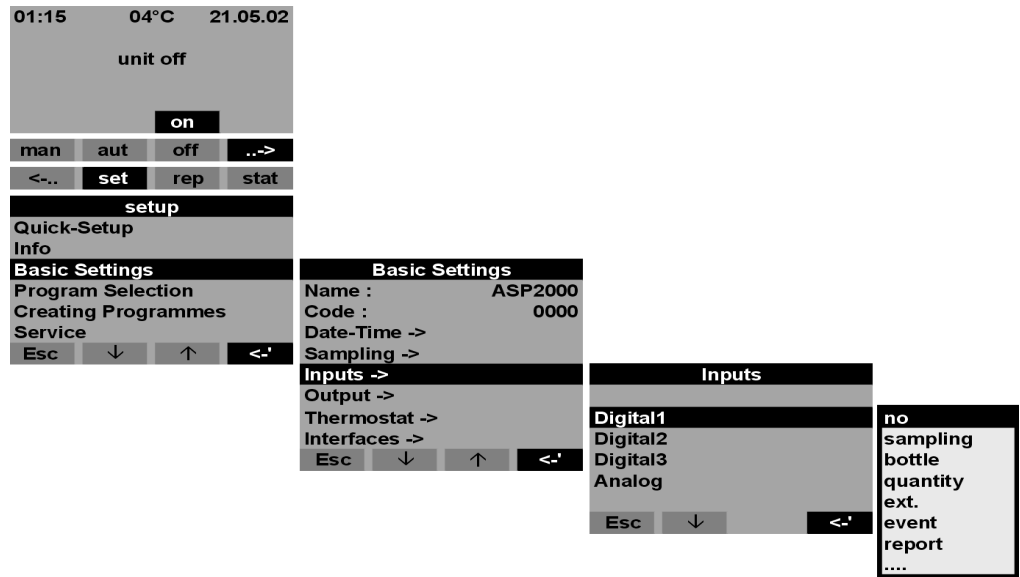 01:15 04°C 21.05.02
unit off
on
man aut off ..->
<-.. set rep stat
setup
Quick-Setup
Info
Basic Settings
Program Selection
Creating Programmes
Service
Esc ↓ ↑ <-'
Basic Settings
Name : ASP2000
Code : 0000
Date-Time ->
Sampling ->
Inputs ->
Output ->
Thermostat ->
Interfaces ->
Esc ↓ ↑ <-'
Inputs
Digital1
Digital2
Digital3
Analog
Esc ↓ <-'
no
sampling
bottle
quantity
ext.
event
report
....